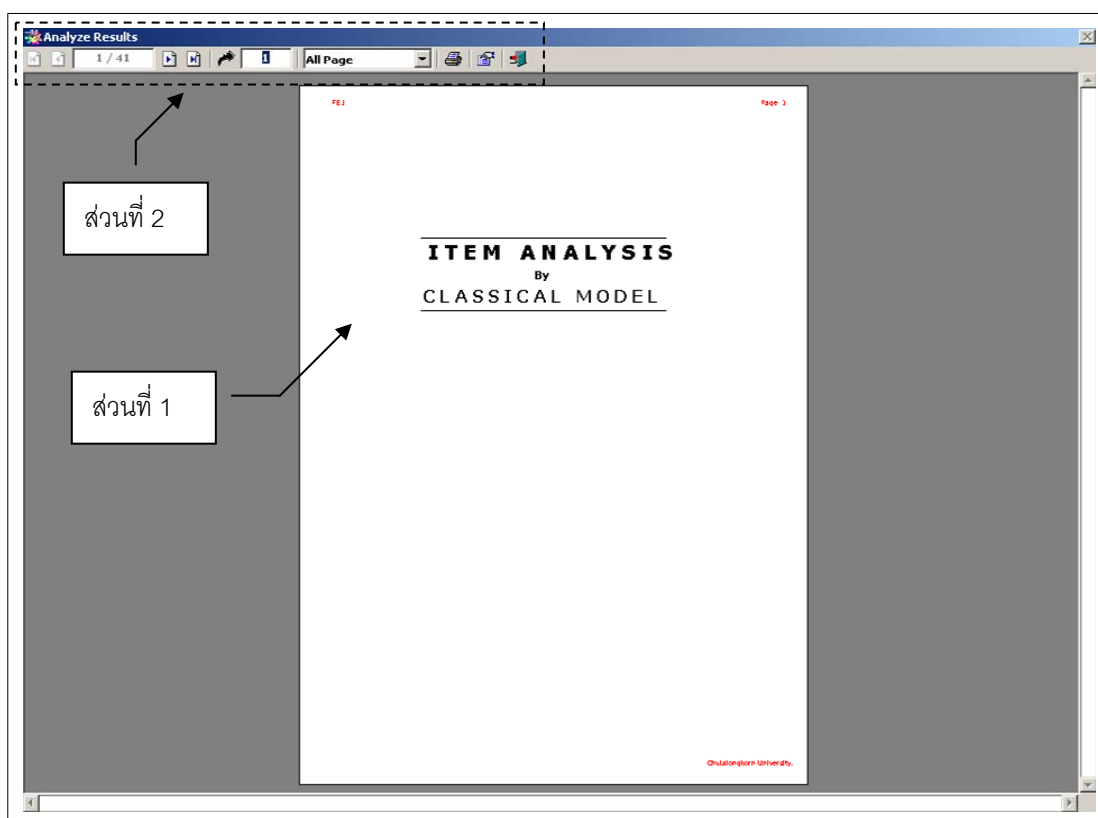 Analyze Results
1 / 41
1
All Page
FEJ
Page 1
ส่วนที่ 2
ITEM ANALYSIS
By
CLASSICAL MODEL
ส่วนที่ 1
Chulalongkorn University.